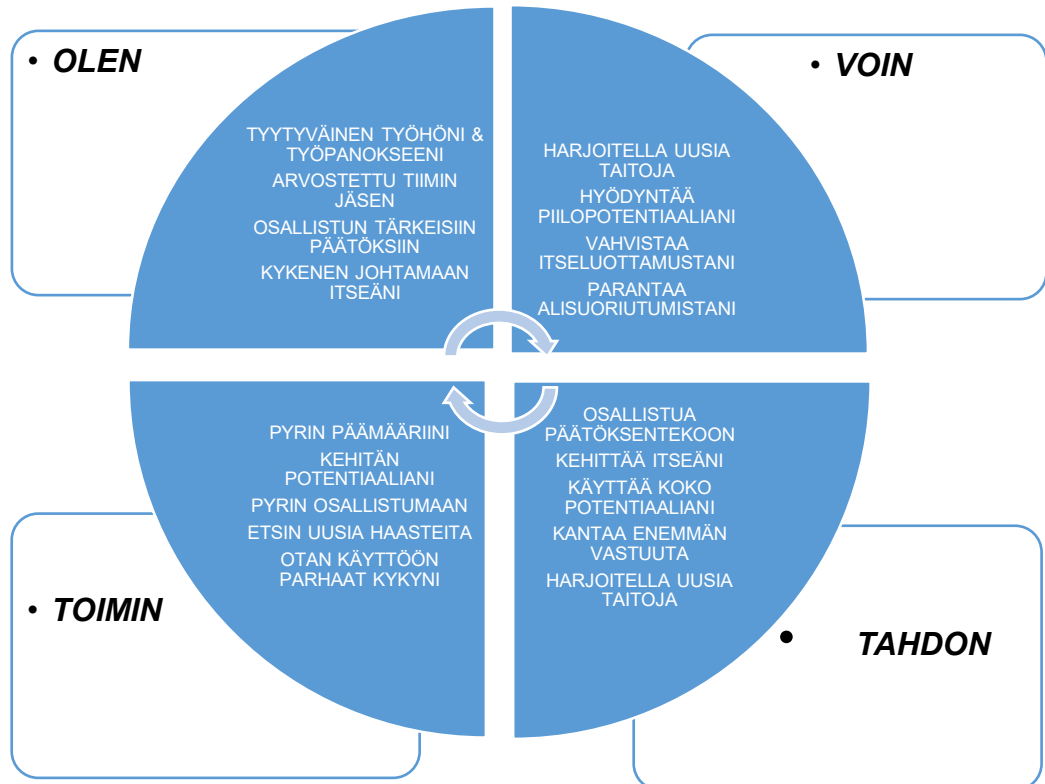 • OLEN
TYYTYVÄINEN TYÖHÖNI &
TYÖPANOKSEENI
ARVOSTETTU TIIMIN
JÄSEN
OSALLISTUN TÄRKEISIIN
PÄÄTÖKSIIN
KYKENEN JOHTAMAAN
ITSEÄNI
• VOIN
HARJOITELLA UUSIA
TAITOJA
HYÖDYNTÄÄ
PIILOPOTENTIAALIANI
VAHVISTAA
ITSELUOTTAMUSTANI
PARANTAA
ALISUORIUTUMISTANI
PYRIN PÄÄMÄÄRIINI
KEHITÄN
POTENTIAALIANI
PYRIN OSALLISTUMAAN
ETSIN UUSIA HAASTEITA
OTAN KÄYTTÖÖN
PARHAAT KYKYNI
• TOIMIN
OSALLISTUA
PÄÄTÖKSENTEKOON
KEHITTÄÄ ITSEÄNI
KÄYTTÄÄ KOKO
POTENTIAALIANI
KANTAA ENEMMÄN
VASTUUTA
HARJOITELLA UUSIA
TAITOJA
• TAHDON